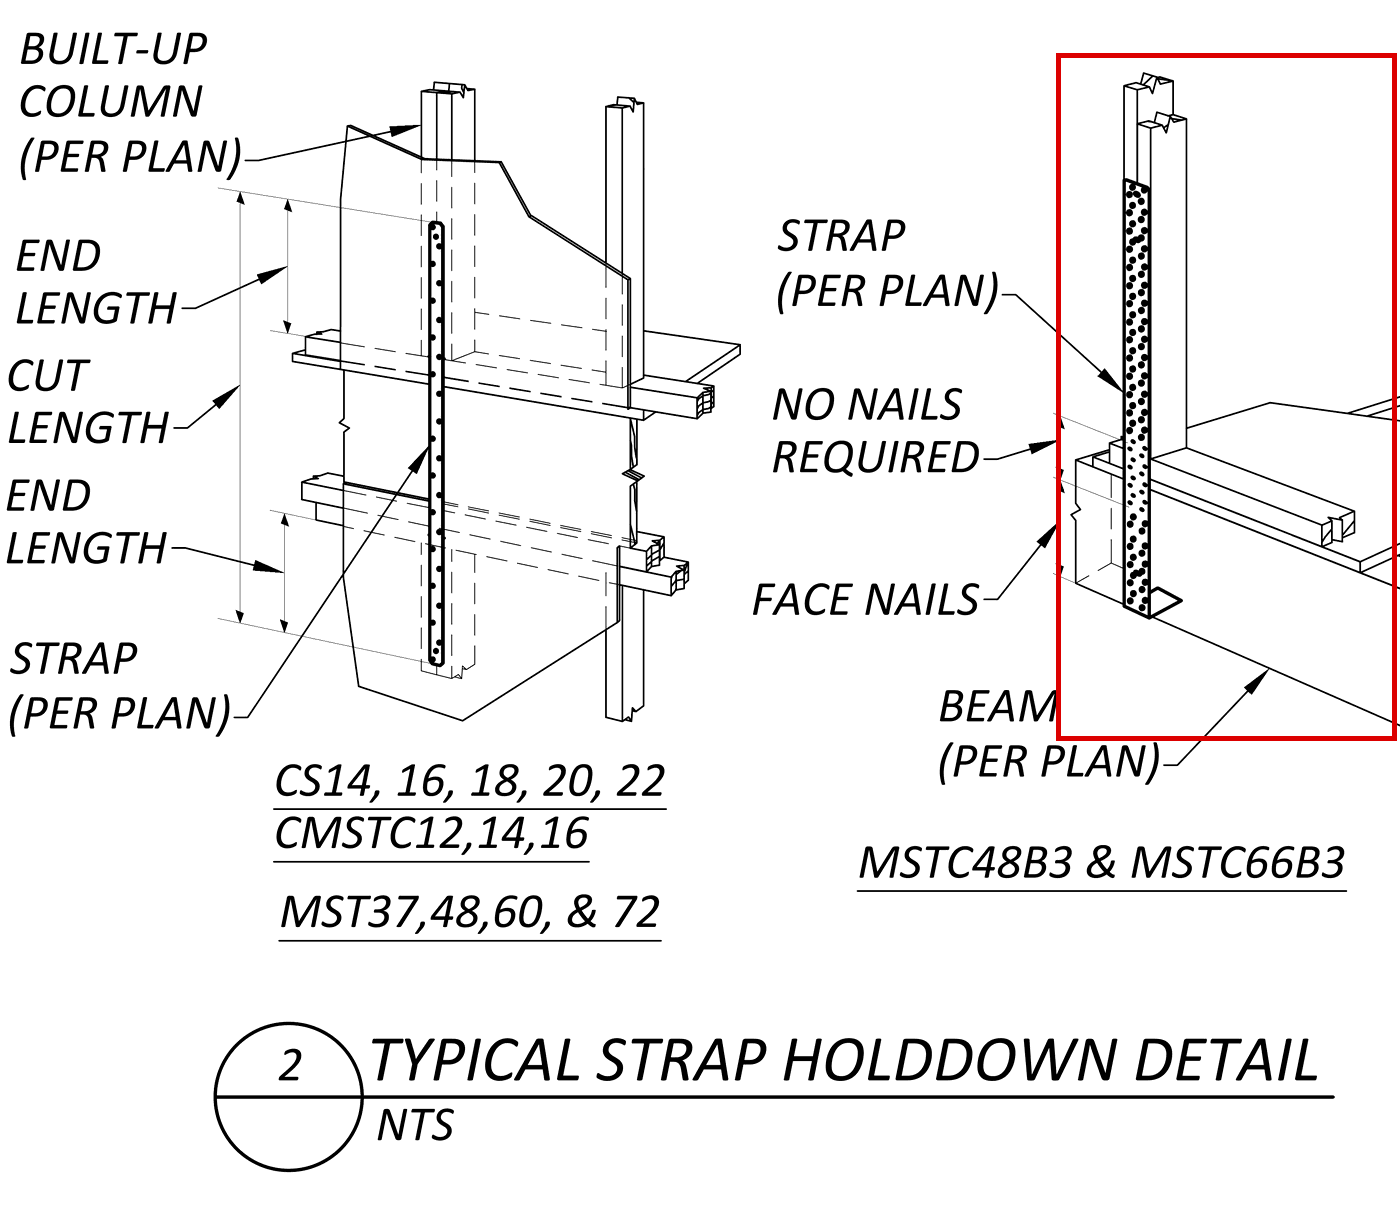 BUILT-UP
COLUMN
(PER PLAN)
END
LENGTH
CUT
LENGTH
END
LENGTH
STRAP
(PER PLAN)
STRAP
(PER PLAN)
NO NAILS
REQUIRED
FACE NAILS
BEAM
(PER PLAN)
CS14, 16, 18, 20, 22
CMSTC12,14,16
MST37,48,60, & 72
MSTC48B3 & MSTC66B3
2
TYPICAL STRAP HOLDDOWN DETAIL
NTS